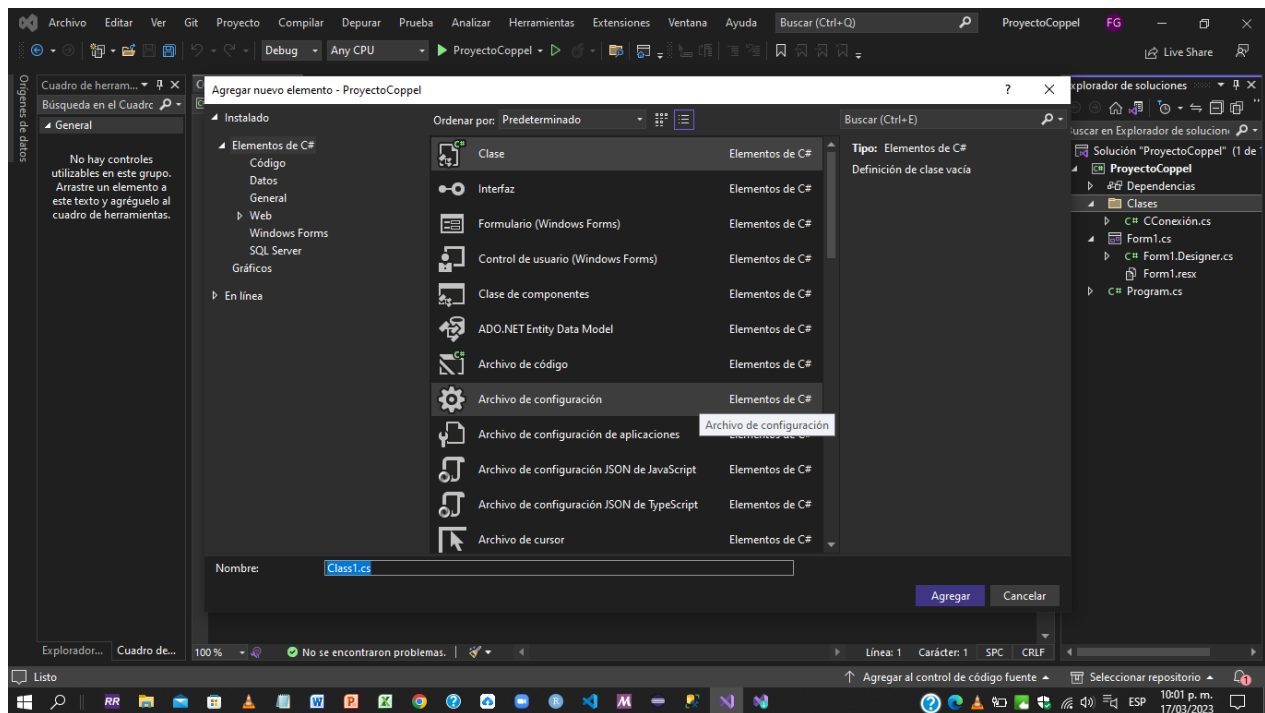 Archivo Editar Ver Git Proyecto Compilar Depurar Prueba Analizar Herramientas Extensiones Ventana Ayuda Buscar (Ctrl+Q) ProyectoCoppel FG
Debug Any CPU ProyectoCoppel Live Share
Orígenes de datos
Cuadro de herram...
Búsqueda en el Cuadrc
General
No hay controles
utilizables en este grupo.
Arrastre un elemento a
este texto y agréguelo al
cuadro de herramientas.
Agregar nuevo elemento - ProyectoCoppel ? ×
Instalado
Elementos de C#
Código
Datos
General
Web
Windows Forms
SQL Server
Gráficos
En línea
Ordenar por: Predeterminado
Buscar (Ctrl+E)
Clase Elementos de C#
Interfaz Elementos de C#
Formulario (Windows Forms) Elementos de C#
Control de usuario (Windows Forms) Elementos de C#
Clase de componentes Elementos de C#
ADO.NET Entity Data Model Elementos de C#
Archivo de código Elementos de C#
Archivo de configuración Elementos de C#
Archivo de configuración
Archivo de configuración de aplicaciones Elementos de C#
Archivo de configuración JSON de JavaScript Elementos de C#
Archivo de configuración JSON de TypeScript Elementos de C#
Archivo de cursor Elementos de C#
Tipo: Elementos de C#
Definición de clase vacía
Nombre: Class1.cs
Agregar Cancelar
xplorador de soluciones
uscar en Explorador de solucion
Solución "ProyectoCoppel" (1 de
C# ProyectoCoppel
Dependencias
Clases
C# CConexión.cs
Form1.cs
C# Form1.Designer.cs
Form1.resx
C# Program.cs
Explorador... Cuadro de...
100 % No se encontraron problemas. Línea: 1 Carácter: 1 SPC CRLF
Listo Agregar al control de código fuente Seleccionar repositorio 1
RR W P X M ESP 10:01 p. m.
17/03/2023